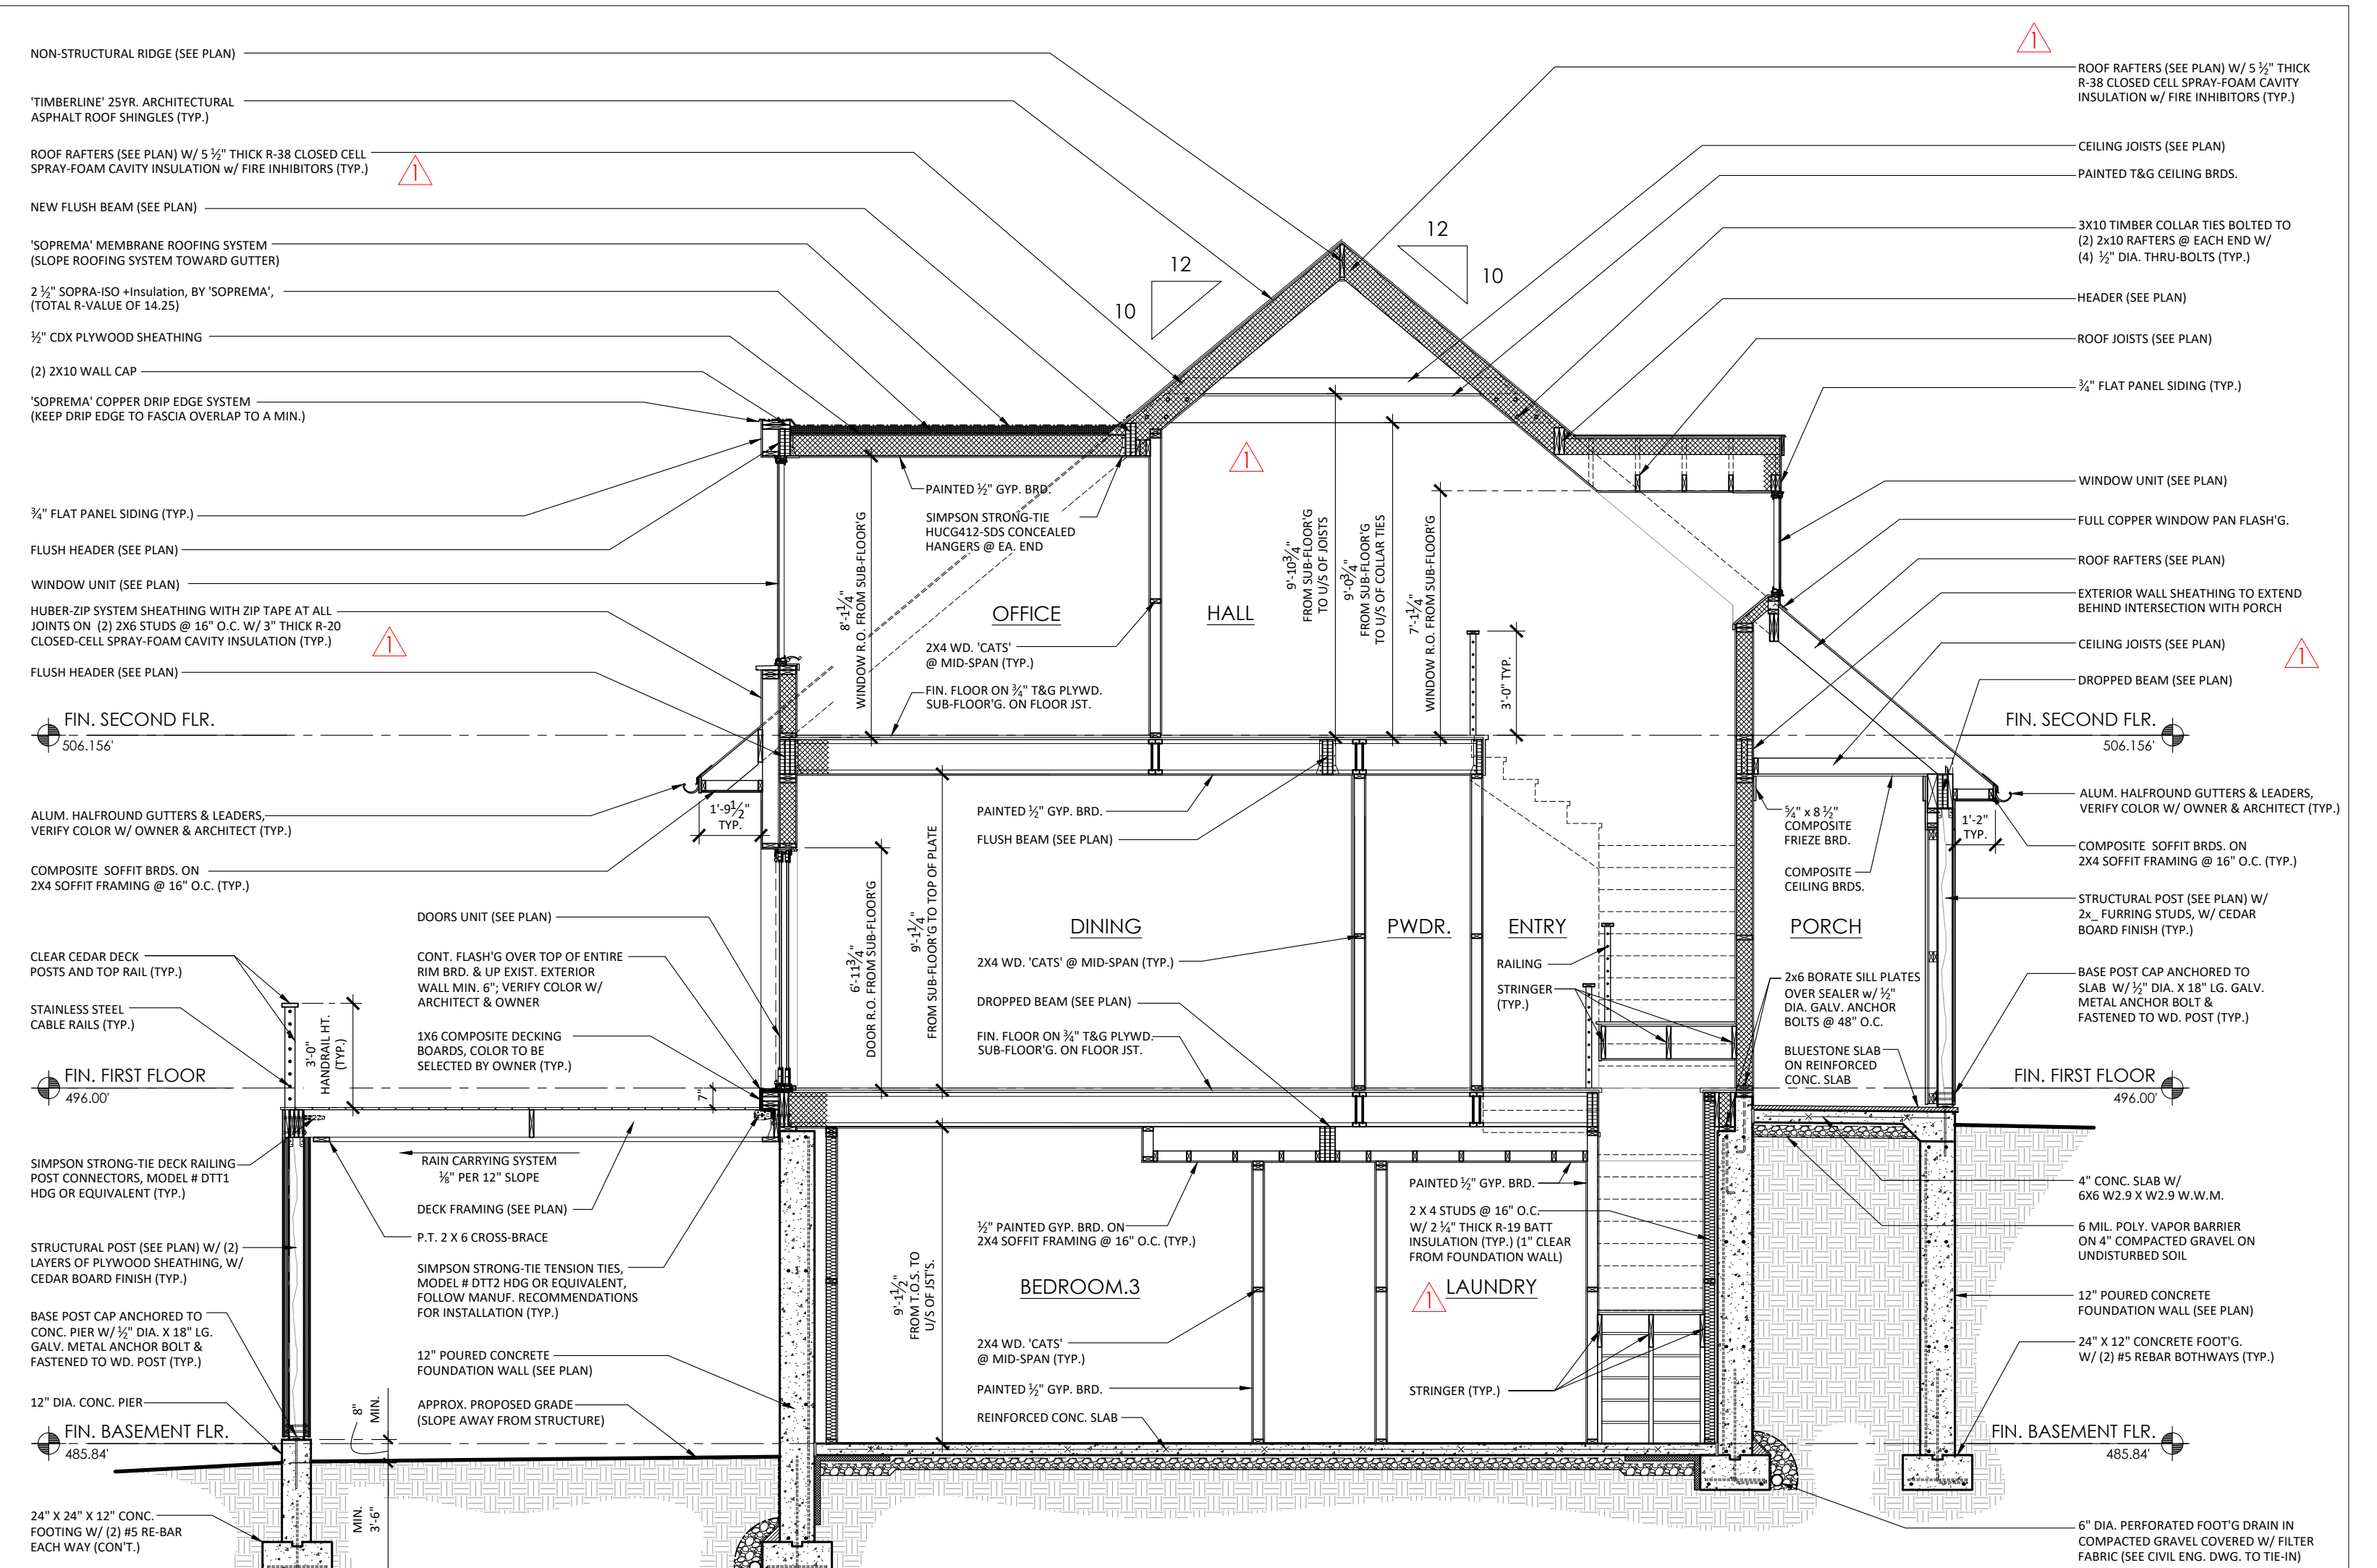 NON-STRUCTURAL RIDGE (SEE PLAN)
'TIMBERLINE' 25YR. ARCHITECTURAL
ASPHALT ROOF SHINGLES (TYP.)
ROOF RAFTERS (SEE PLAN) W/ 5 ½" THICK R-38 CLOSED CELL
SPRAY-FOAM CAVITY INSULATION w/ FIRE INHIBITORS (TYP.)
1
NEW FLUSH BEAM (SEE PLAN)
'SOPREMA' MEMBRANE ROOFING SYSTEM
(SLOPE ROOFING SYSTEM TOWARD GUTTER)
2 ½" SOPRA-ISO +Insulation, BY 'SOPREMA',
(TOTAL R-VALUE OF 14.25)
½" CDX PLYWOOD SHEATHING
(2) 2X10 WALL CAP
'SOPREMA' COPPER DRIP EDGE SYSTEM
(KEEP DRIP EDGE TO FASCIA OVERLAP TO A MIN.)
¾" FLAT PANEL SIDING (TYP.)
FLUSH HEADER (SEE PLAN)
WINDOW UNIT (SEE PLAN)
HUBER-ZIP SYSTEM SHEATHING WITH ZIP TAPE AT ALL
JOINTS ON (2) 2X6 STUDS @ 16" O.C. W/ 3" THICK R-20
CLOSED-CELL SPRAY-FOAM CAVITY INSULATION (TYP.)
1
FLUSH HEADER (SEE PLAN)
FIN. SECOND FLR.
506.156'
ALUM. HALFROUND GUTTERS & LEADERS,
VERIFY COLOR W/ OWNER & ARCHITECT (TYP.)
COMPOSITE SOFFIT BRDS. ON
2X4 SOFFIT FRAMING @ 16" O.C. (TYP.)
CLEAR CEDAR DECK
POSTS AND TOP RAIL (TYP.)
STAINLESS STEEL
CABLE RAILS (TYP.)
FIN. FIRST FLOOR
496.00'
SIMPSON STRONG-TIE DECK RAILING
POST CONNECTORS, MODEL # DTT1
HDG OR EQUIVALENT (TYP.)
STRUCTURAL POST (SEE PLAN) W/ (2)
LAYERS OF PLYWOOD SHEATHING, W/
CEDAR BOARD FINISH (TYP.)
BASE POST CAP ANCHORED TO
CONC. PIER W/ ½" DIA. X 18" LG.
GALV. METAL ANCHOR BOLT &
FASTENED TO WD. POST (TYP.)
12" DIA. CONC. PIER
FIN. BASEMENT FLR.
485.84'
24" X 24" X 12" CONC.
FOOTING W/ (2) #5 RE-BAR
EACH WAY (CON'T.)
3'-0"
HANDRAIL HT.
(TYP.)
8"
MIN.
MIN.
3'-6"
DOORS UNIT (SEE PLAN)
CONT. FLASH'G OVER TOP OF ENTIRE
RIM BRD. & UP EXIST. EXTERIOR
WALL MIN. 6"; VERIFY COLOR W/
ARCHITECT & OWNER
1X6 COMPOSITE DECKING
BOARDS, COLOR TO BE
SELECTED BY OWNER (TYP.)
7"
RAIN CARRYING SYSTEM
⅛" PER 12" SLOPE
DECK FRAMING (SEE PLAN)
P.T. 2 X 6 CROSS-BRACE
SIMPSON STRONG-TIE TENSION TIES,
MODEL # DTT2 HDG OR EQUIVALENT,
FOLLOW MANUF. RECOMMENDATIONS
FOR INSTALLATION (TYP.)
12" POURED CONCRETE
FOUNDATION WALL (SEE PLAN)
APPROX. PROPOSED GRADE
(SLOPE AWAY FROM STRUCTURE)
1'-9½"
TYP.
12
10
12
10
PAINTED ½" GYP. BRD.
SIMPSON STRONG-TIE
HUCG412-SDS CONCEALED
HANGERS @ EA. END
8'-1¼"
WINDOW R.O. FROM SUB-FLOOR'G
OFFICE
2X4 WD. 'CATS'
@ MID-SPAN (TYP.)
FIN. FLOOR ON ¾" T&G PLYWD.
SUB-FLOOR'G. ON FLOOR JST.
1
HALL
9'-10¾"
FROM SUB-FLOOR'G
TO U/S OF JOISTS
9'-0¾"
FROM SUB-FLOOR'G
TO U/S OF COLLAR TIES
7'-1¼"
WINDOW R.O. FROM SUB-FLOOR'G
3'-0" TYP.
PAINTED ½" GYP. BRD.
FLUSH BEAM (SEE PLAN)
6'-11¾"
DOOR R.O. FROM SUB-FLOOR'G
9'-1¼"
FROM SUB-FLOOR'G TO TOP OF PLATE
DINING
PWDR.
ENTRY
PORCH
2X4 WD. 'CATS' @ MID-SPAN (TYP.)
DROPPED BEAM (SEE PLAN)
FIN. FLOOR ON ¾" T&G PLYWD.
SUB-FLOOR'G. ON FLOOR JST.
RAILING
STRINGER
(TYP.)
⁵⁄₄" x 8 ½"
COMPOSITE
FRIEZE BRD.
COMPOSITE
CEILING BRDS.
2x6 BORATE SILL PLATES
OVER SEALER w/ ½"
DIA. GALV. ANCHOR
BOLTS @ 48" O.C.
BLUESTONE SLAB
ON REINFORCED
CONC. SLAB
1'-2"
TYP.
½" PAINTED GYP. BRD. ON
2X4 SOFFIT FRAMING @ 16" O.C. (TYP.)
9'-1½"
FROM T.O.S. TO
U/S OF JST'S.
BEDROOM.3
2X4 WD. 'CATS'
@ MID-SPAN (TYP.)
PAINTED ½" GYP. BRD.
REINFORCED CONC. SLAB
PAINTED ½" GYP. BRD.
2 X 4 STUDS @ 16" O.C.
W/ 2 ¼" THICK R-19 BATT
INSULATION (TYP.) (1" CLEAR
FROM FOUNDATION WALL)
1
LAUNDRY
STRINGER (TYP.)
1
ROOF RAFTERS (SEE PLAN) W/ 5 ½" THICK
R-38 CLOSED CELL SPRAY-FOAM CAVITY
INSULATION w/ FIRE INHIBITORS (TYP.)
CEILING JOISTS (SEE PLAN)
PAINTED T&G CEILING BRDS.
3X10 TIMBER COLLAR TIES BOLTED TO
(2) 2x10 RAFTERS @ EACH END W/
(4) ½" DIA. THRU-BOLTS (TYP.)
HEADER (SEE PLAN)
ROOF JOISTS (SEE PLAN)
¾" FLAT PANEL SIDING (TYP.)
WINDOW UNIT (SEE PLAN)
FULL COPPER WINDOW PAN FLASH'G.
ROOF RAFTERS (SEE PLAN)
EXTERIOR WALL SHEATHING TO EXTEND
BEHIND INTERSECTION WITH PORCH
CEILING JOISTS (SEE PLAN)
1
DROPPED BEAM (SEE PLAN)
FIN. SECOND FLR.
506.156'
ALUM. HALFROUND GUTTERS & LEADERS,
VERIFY COLOR W/ OWNER & ARCHITECT (TYP.)
COMPOSITE SOFFIT BRDS. ON
2X4 SOFFIT FRAMING @ 16" O.C. (TYP.)
STRUCTURAL POST (SEE PLAN) W/
2x_ FURRING STUDS, W/ CEDAR
BOARD FINISH (TYP.)
BASE POST CAP ANCHORED TO
SLAB W/ ½" DIA. X 18" LG. GALV.
METAL ANCHOR BOLT &
FASTENED TO WD. POST (TYP.)
FIN. FIRST FLOOR
496.00'
4" CONC. SLAB W/
6X6 W2.9 X W2.9 W.W.M.
6 MIL. POLY. VAPOR BARRIER
ON 4" COMPACTED GRAVEL ON
UNDISTURBED SOIL
12" POURED CONCRETE
FOUNDATION WALL (SEE PLAN)
24" X 12" CONCRETE FOOT'G.
W/ (2) #5 REBAR BOTHWAYS (TYP.)
FIN. BASEMENT FLR.
485.84'
6" DIA. PERFORATED FOOT'G DRAIN IN
COMPACTED GRAVEL COVERED W/ FILTER
FABRIC (SEE CIVIL ENG. DWG. TO TIE-IN)